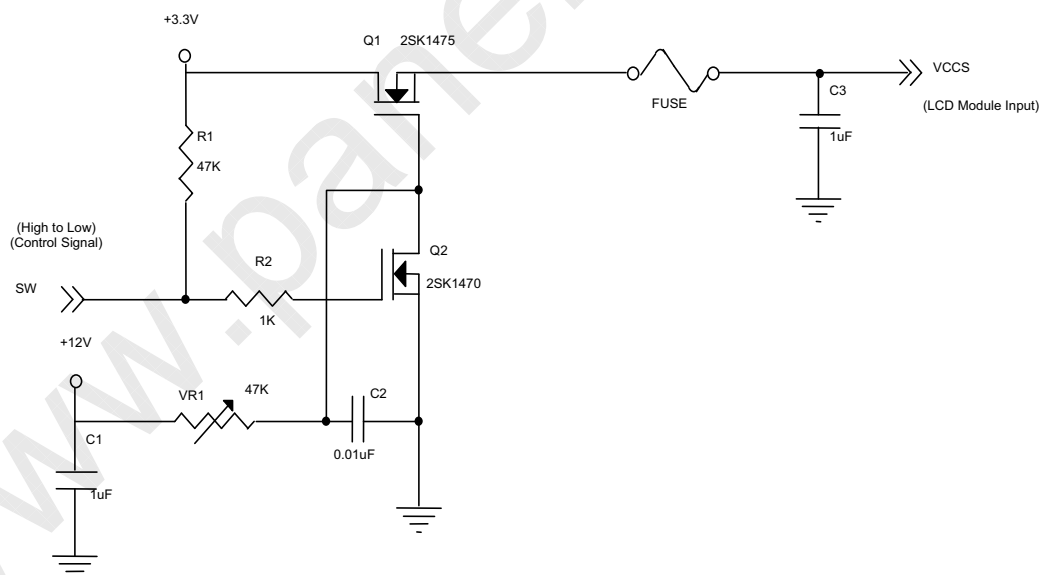 +3.3V
Q1 2SK1475
FUSE
C3
1uF
VCCS
(LCD Module Input)
R1
47K
(High to Low)
(Control Signal)
SW
R2
1K
Q2
2SK1470
+12V
VR1
47K
C2
0.01uF
C1
1uF
www.pane